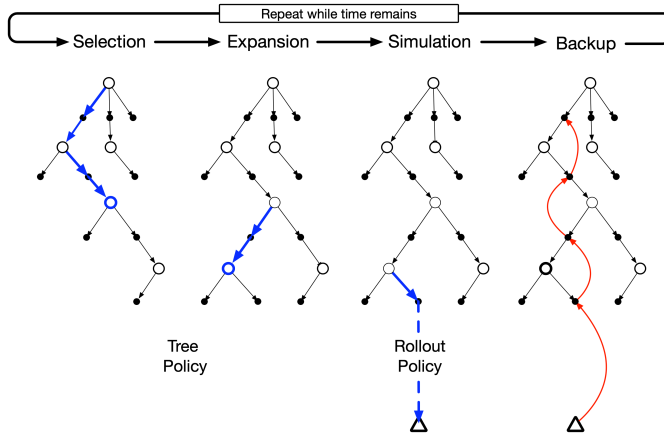 Repeat while time remains
Selection
Expansion
Simulation
Backup
Tree
Policy
Rollout
Policy